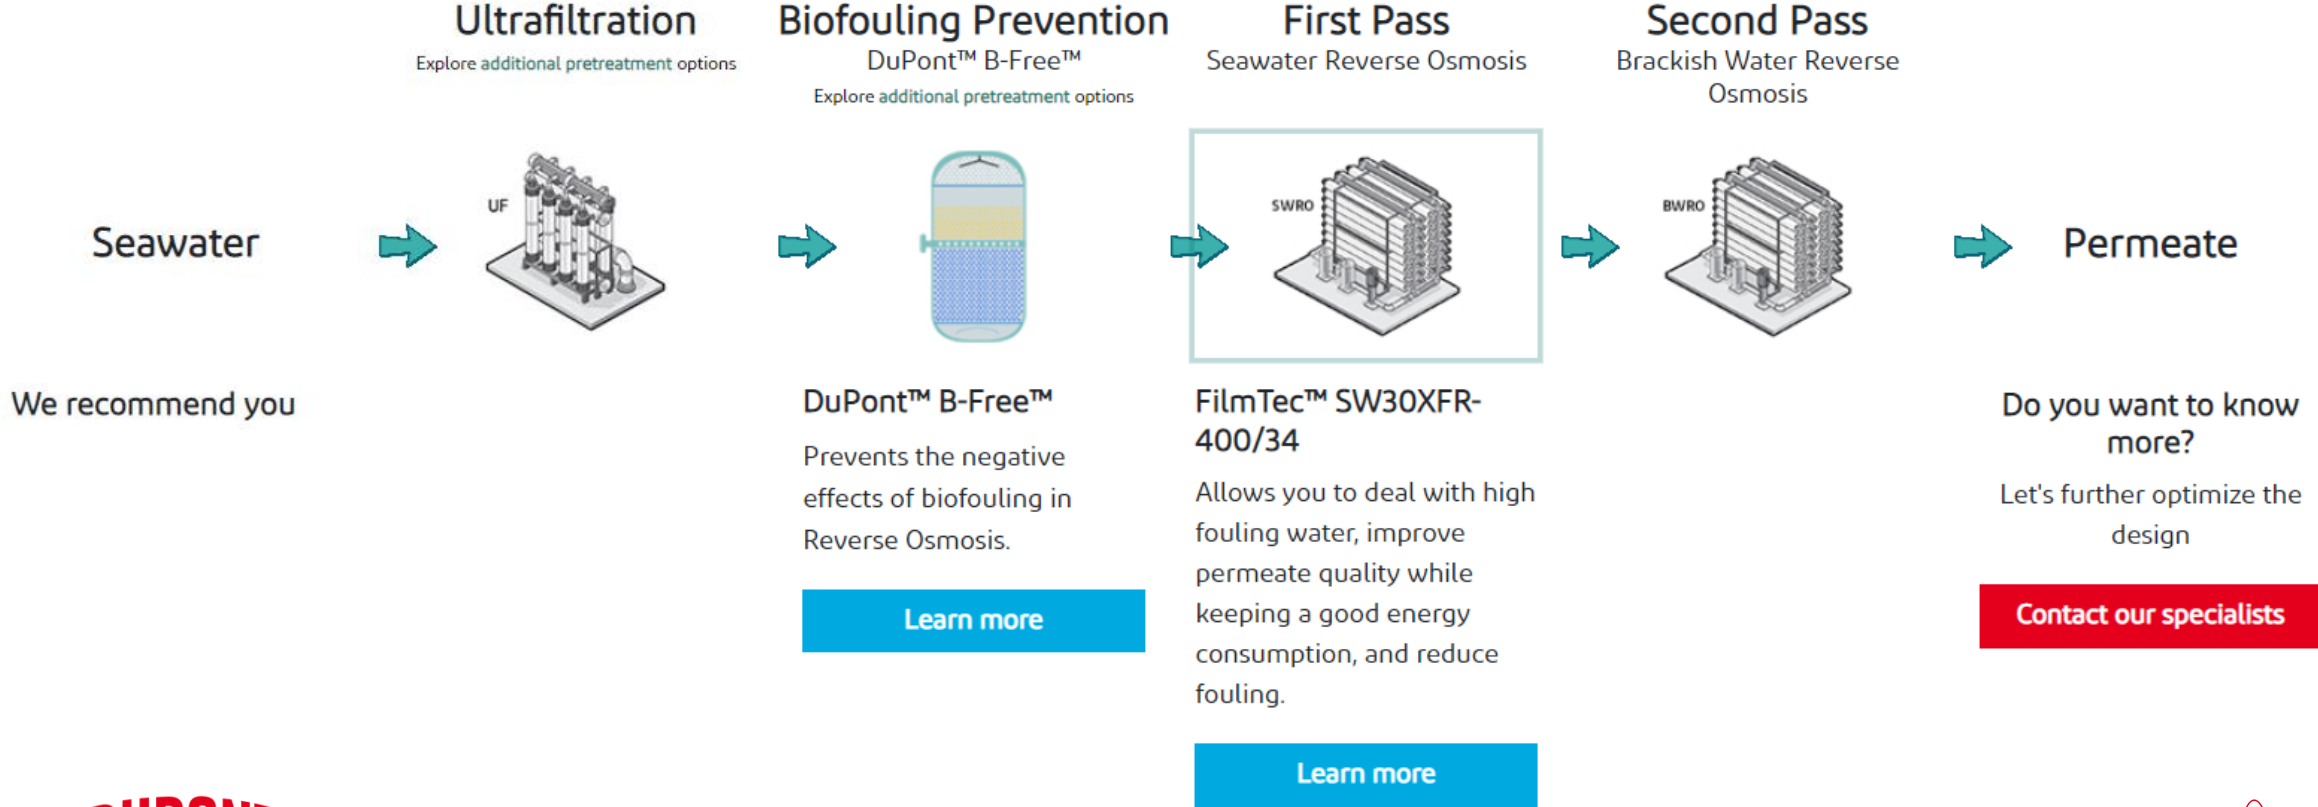 Ultrafiltration
Explore additional pretreatment options
Biofouling Prevention
DuPont™ B-Free™
Explore additional pretreatment options
First Pass
Seawater Reverse Osmosis
Second Pass
Brackish Water Reverse
Osmosis
Seawater
UF
SWRO
BWRO
Permeate
We recommend you
DuPont™ B-Free™
Prevents the negative
effects of biofouling in
Reverse Osmosis.
Learn more
FilmTec™ SW30XFR-
400/34
Allows you to deal with high
fouling water, improve
permeate quality while
keeping a good energy
consumption, and reduce
fouling.
Learn more
Do you want to know
more?
Let's further optimize the
design
Contact our specialists